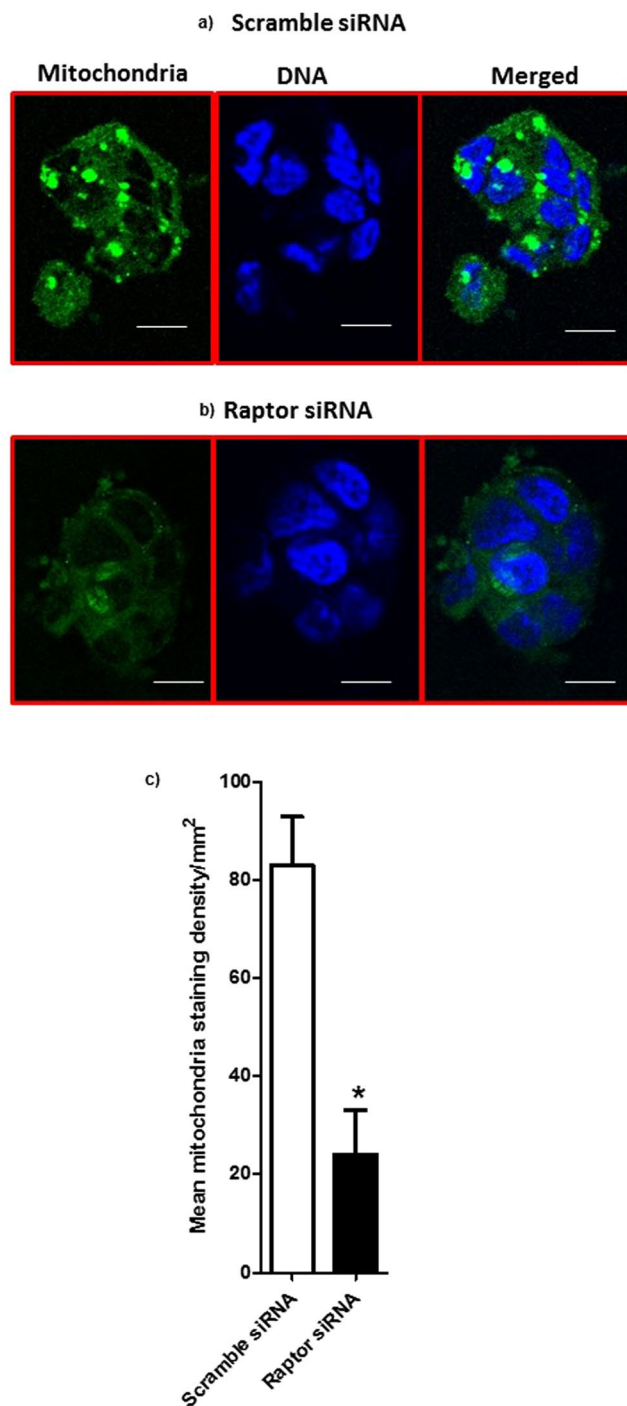 a) Scramble siRNA
Mitochondria DNA Merged
b) Raptor siRNA
c)
Mean mitochondria staining density/mm²
100
80
60
40
20
0
*
Scramble siRNA
Raptor siRNA